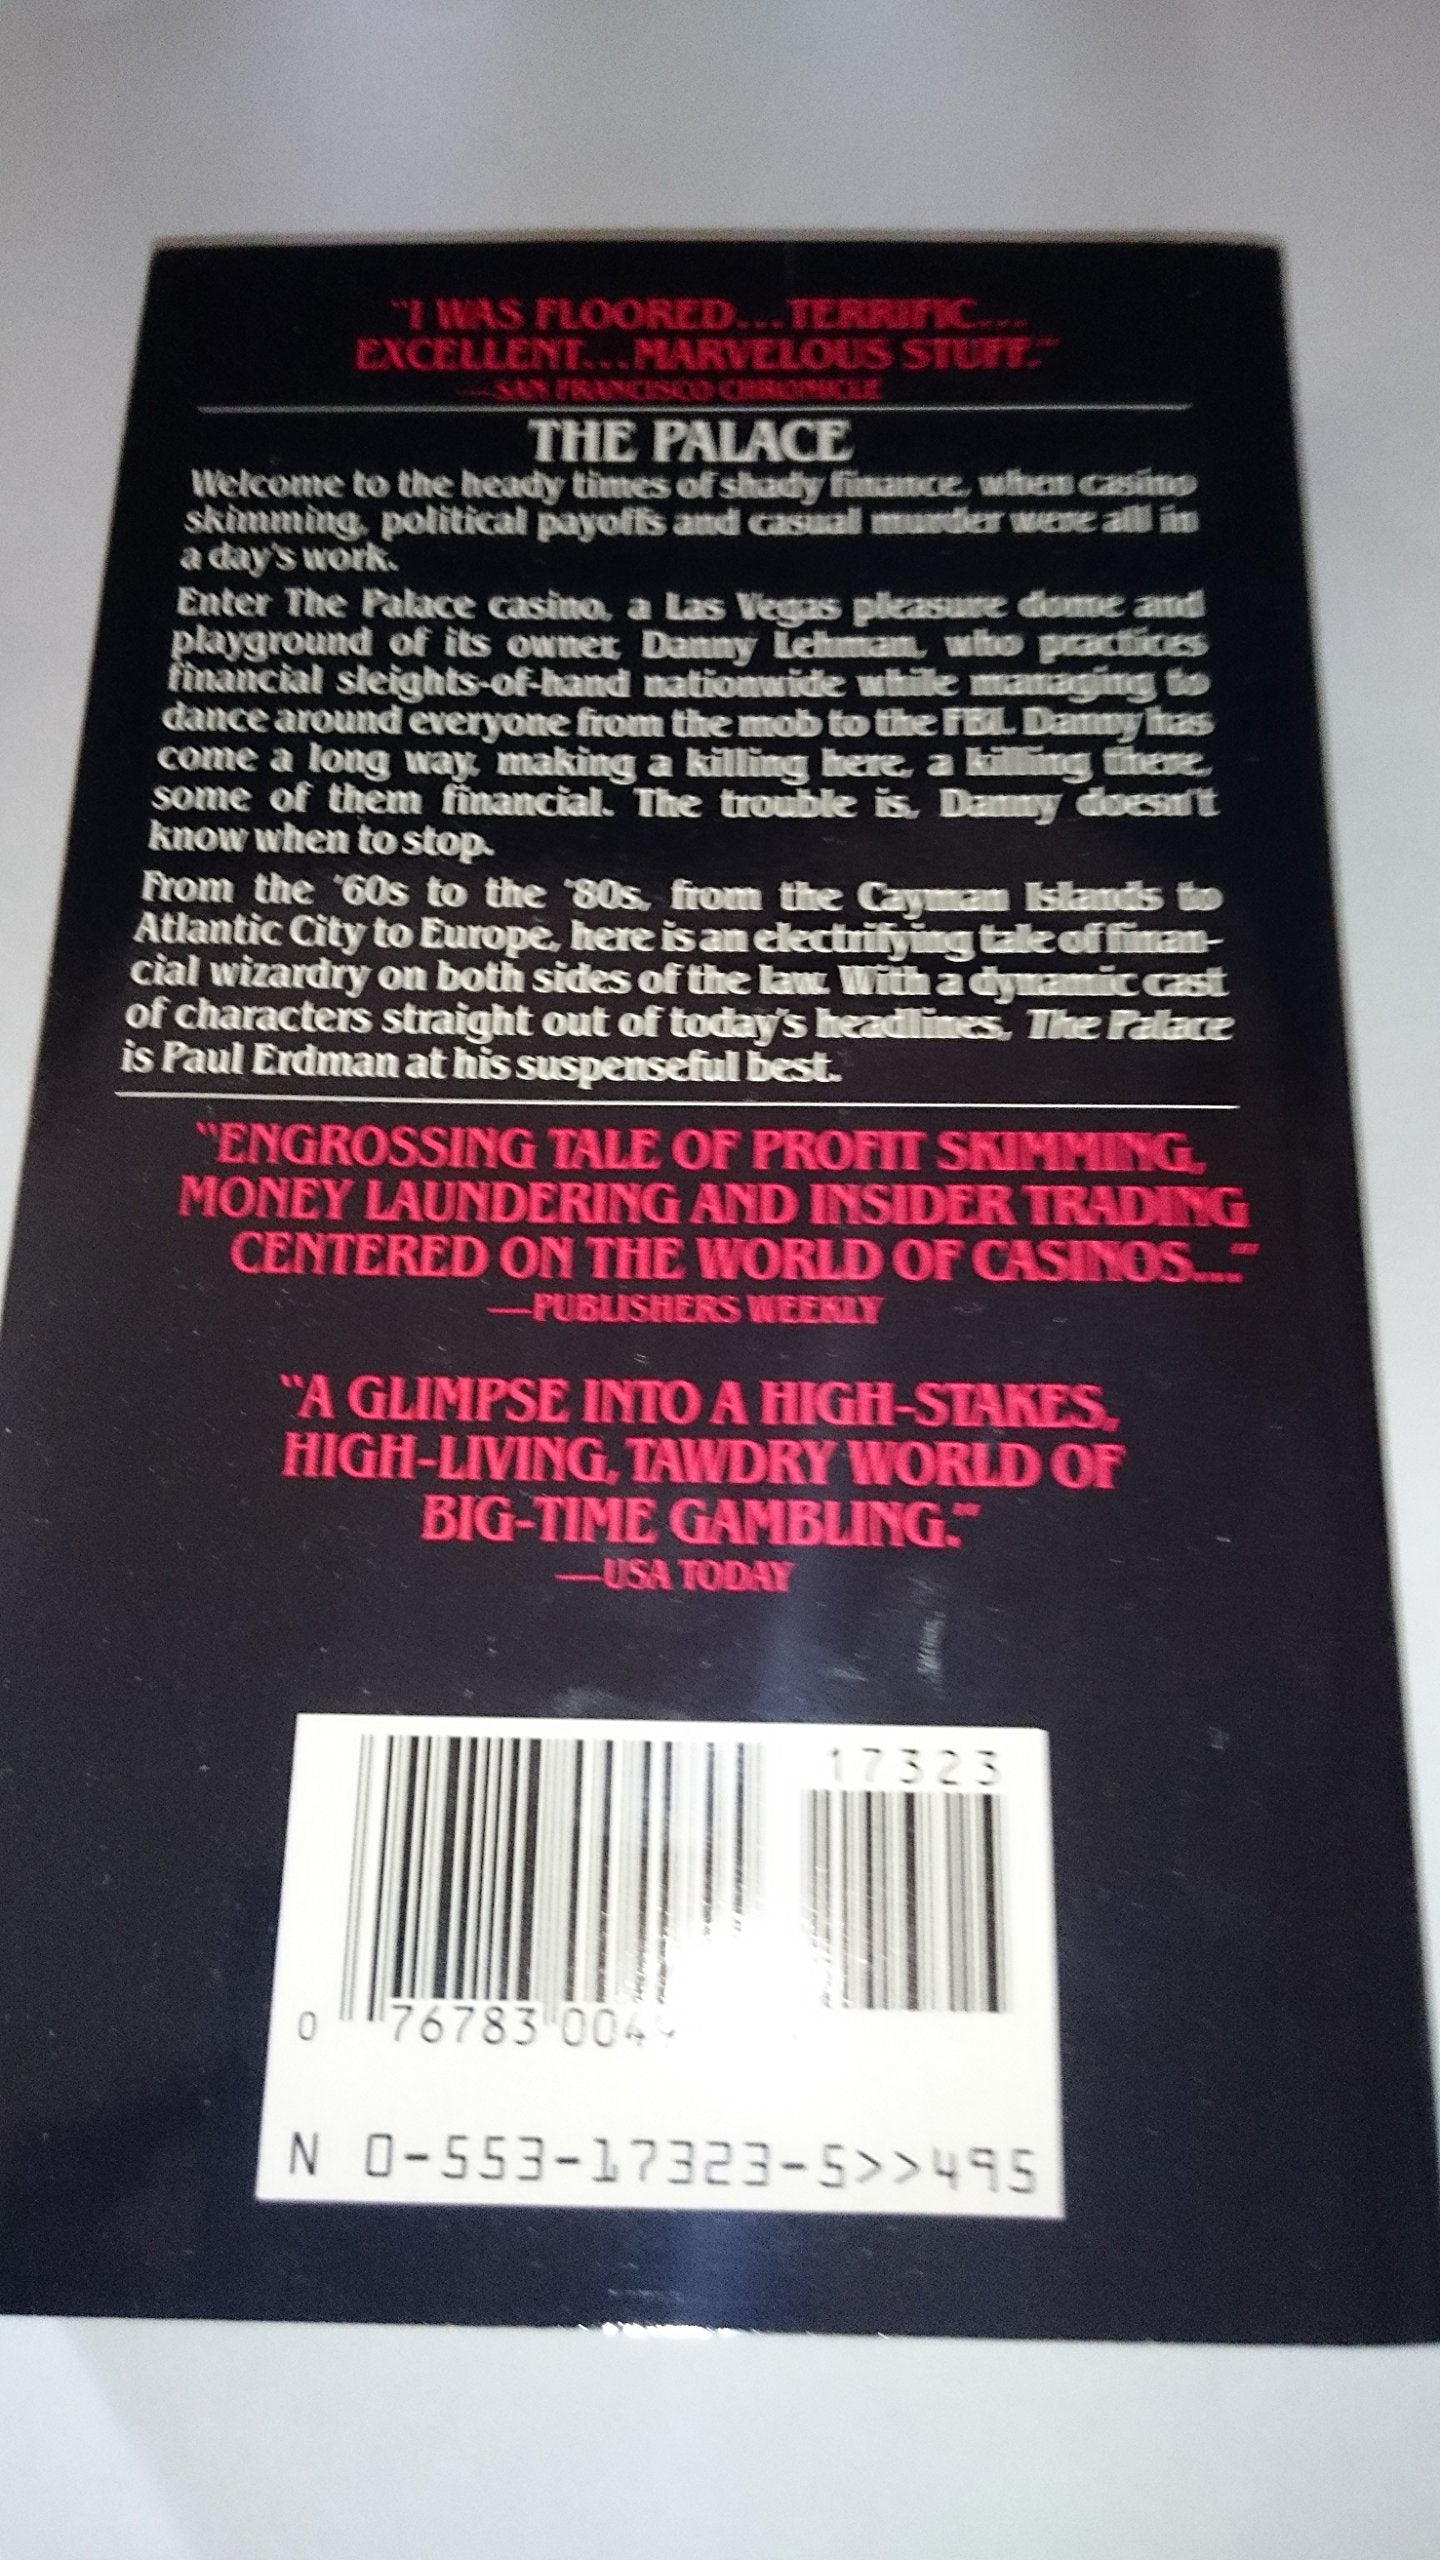 "I WAS FLOORED...TERRIFIC...
EXCELLENT...MARVELOUS STUFF."
—SAN FRANCISCO CHRONICLE
THE PALACE
Welcome to the heady times of shady finance, when casino
skimming, political payoffs and casual murder were all in
a day's work.
Enter The Palace casino, a Las Vegas pleasure dome and
playground of its owner, Danny Lehman, who practices
financial sleights-of-hand nationwide while managing to
dance around everyone from the mob to the FBI. Danny has
come a long way, making a killing here, a killing there,
some of them financial. The trouble is, Danny doesn't
know when to stop.
From the '60s to the '80s, from the Cayman Islands to
Atlantic City to Europe, here is an electrifying tale of finan-
cial wizardry on both sides of the law. With a dynamic cast
of characters straight out of today's headlines, The Palace
is Paul Erdman at his suspenseful best.
"ENGROSSING TALE OF PROFIT SKIMMING,
MONEY LAUNDERING AND INSIDER TRADING
CENTERED ON THE WORLD OF CASINOS...."
—PUBLISHERS WEEKLY
"A GLIMPSE INTO A HIGH-STAKES,
HIGH-LIVING, TAWDRY WORLD OF
BIG-TIME GAMBLING."
—USA TODAY
17323
0 76783 004
N 0-553-17323-5>>495